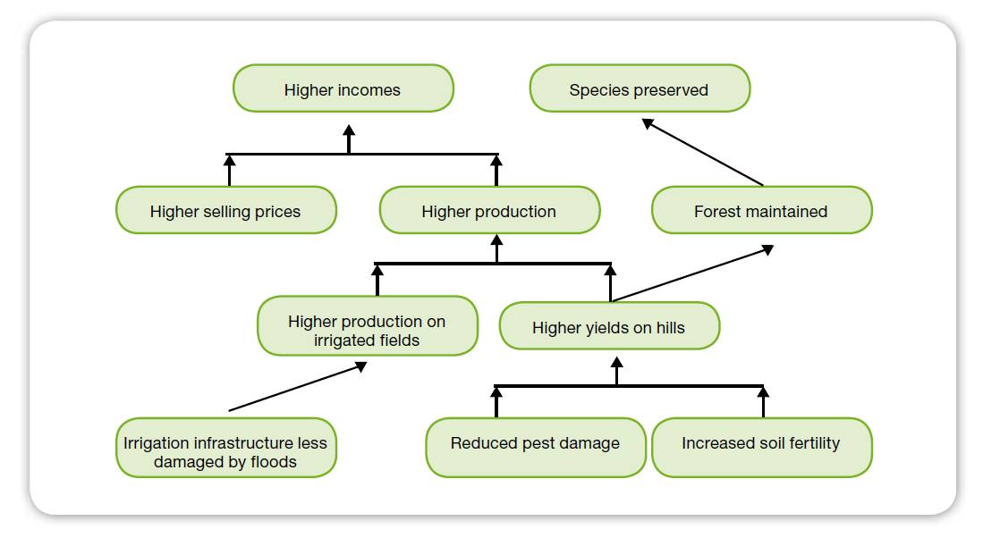 Higher incomes
Species preserved
Higher selling prices
Higher production
Forest maintained
Higher production on
irrigated fields
Higher yields on hills
Irrigation infrastructure less
damaged by floods
Reduced pest damage
Increased soil fertility